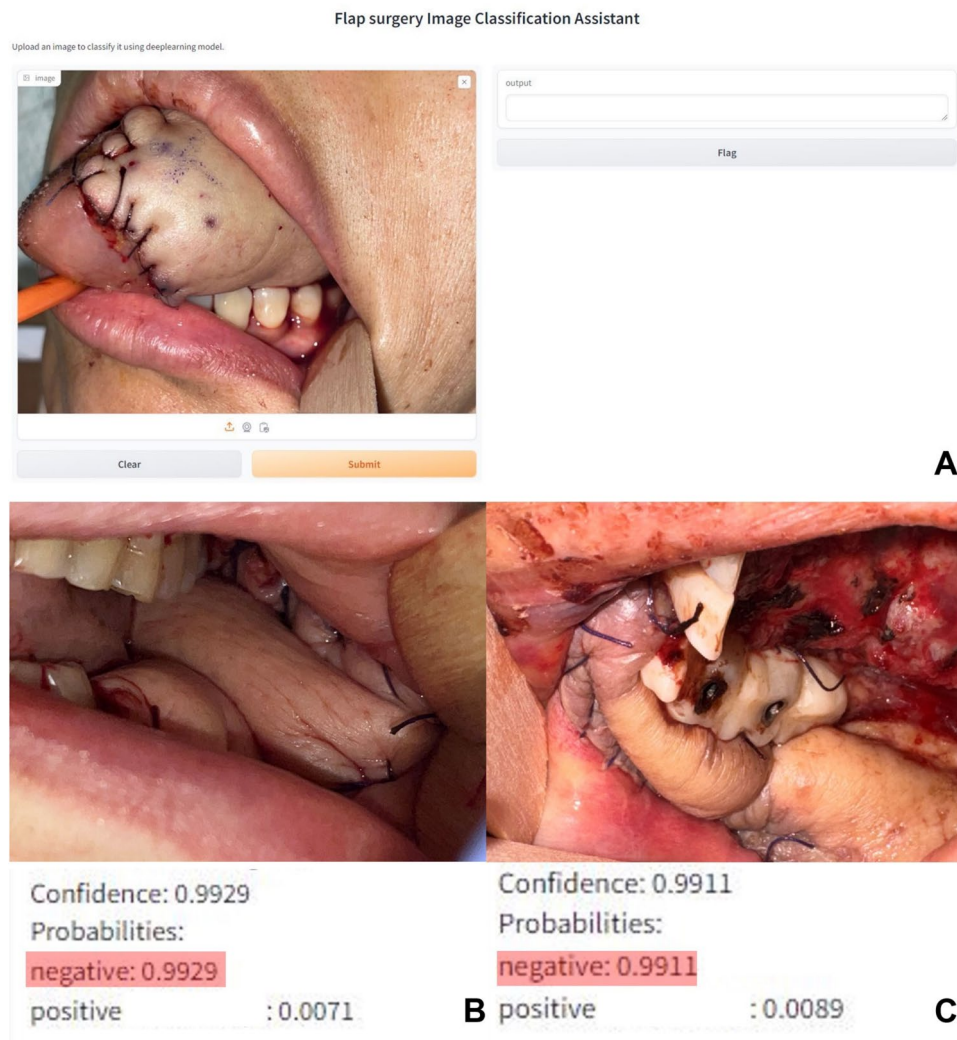 Flap surgery Image Classification Assistant
Upload an image to classify it using deeplearning model.
Image
output
Flag
Clear
Submit
A
Confidence: 0.9929
Probabilities:
negative: 0.9929
positive : 0.0071
B
Confidence: 0.9911
Probabilities:
negative: 0.9911
positive : 0.0089
C